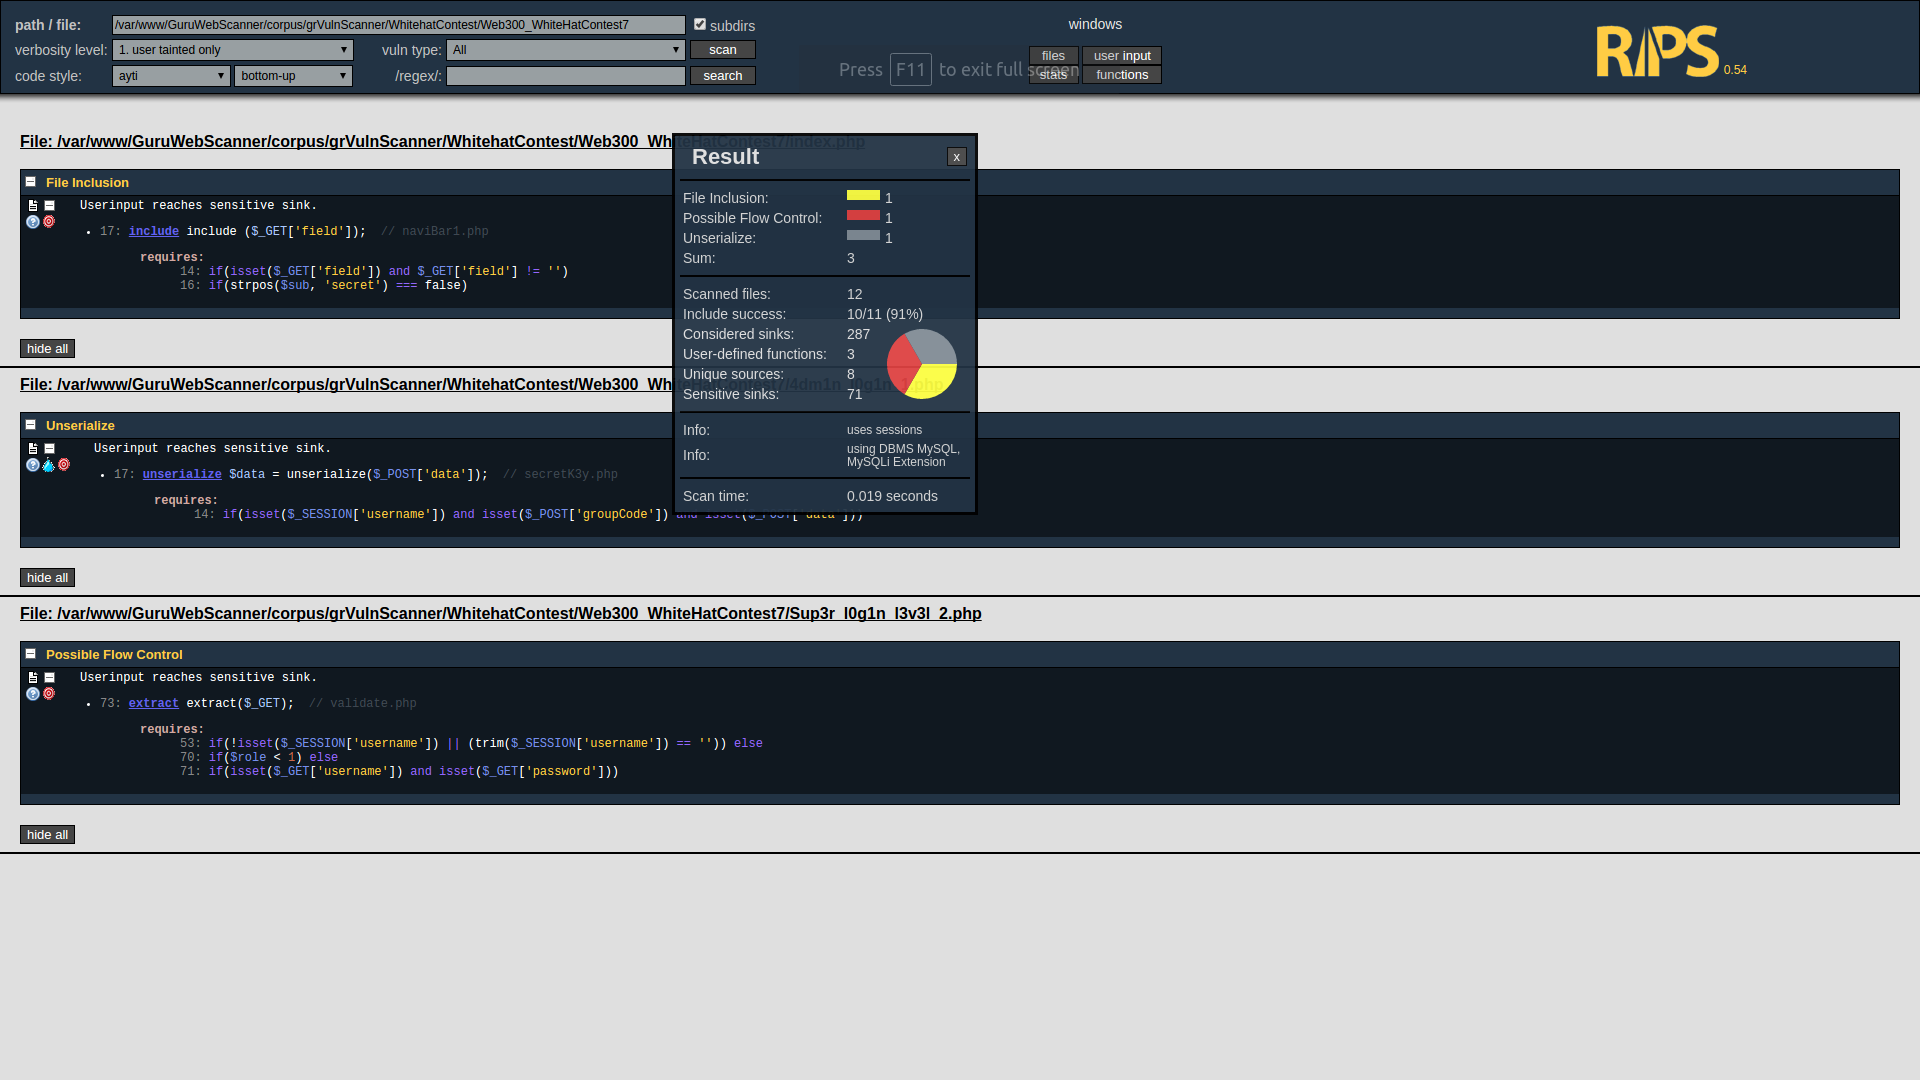 path / file: /var/www/GuruWebScanner/corpus/grVulnScanner/WhitehatContest/Web300_WhiteHatContest7 subdirs
verbosity level: 1. user tainted only vuln type: All scan
code style: ayti bottom-up /regex/: search
windows
files user input
stats functions
Press F11 to exit full screen
RIPS 0.54
File: /var/www/GuruWebScanner/corpus/grVulnScanner/WhitehatContest/Web300_WhiteHatContest7/index.php
File Inclusion
Userinput reaches sensitive sink.
17: include include ($_GET['field']); // naviBar1.php
requires:
14: if(isset($_GET['field']) and $_GET['field'] != '')
16: if(strpos($sub, 'secret') === false)
hide all
File: /var/www/GuruWebScanner/corpus/grVulnScanner/WhitehatContest/Web300_WhiteHatContest7/4dm1n_l0g1n_1.php
Unserialize
Userinput reaches sensitive sink.
17: unserialize $data = unserialize($_POST['data']); // secretK3y.php
requires:
14: if(isset($_SESSION['username']) and isset($_POST['groupCode']) and isset($_POST['data']))
hide all
File: /var/www/GuruWebScanner/corpus/grVulnScanner/WhitehatContest/Web300_WhiteHatContest7/Sup3r_l0g1n_l3v3l_2.php
Possible Flow Control
Userinput reaches sensitive sink.
73: extract extract($_GET); // validate.php
requires:
53: if(!isset($_SESSION['username']) || (trim($_SESSION['username']) == '')) else
70: if($role < 1) else
71: if(isset($_GET['username']) and isset($_GET['password']))
hide all
Result x
File Inclusion: 1
Possible Flow Control: 1
Unserialize: 1
Sum: 3
Scanned files: 12
Include success: 10/11 (91%)
Considered sinks: 287
User-defined functions: 3
Unique sources: 8
Sensitive sinks: 71
Info: uses sessions
Info: using DBMS MySQL,
MySQLi Extension
Scan time: 0.019 seconds